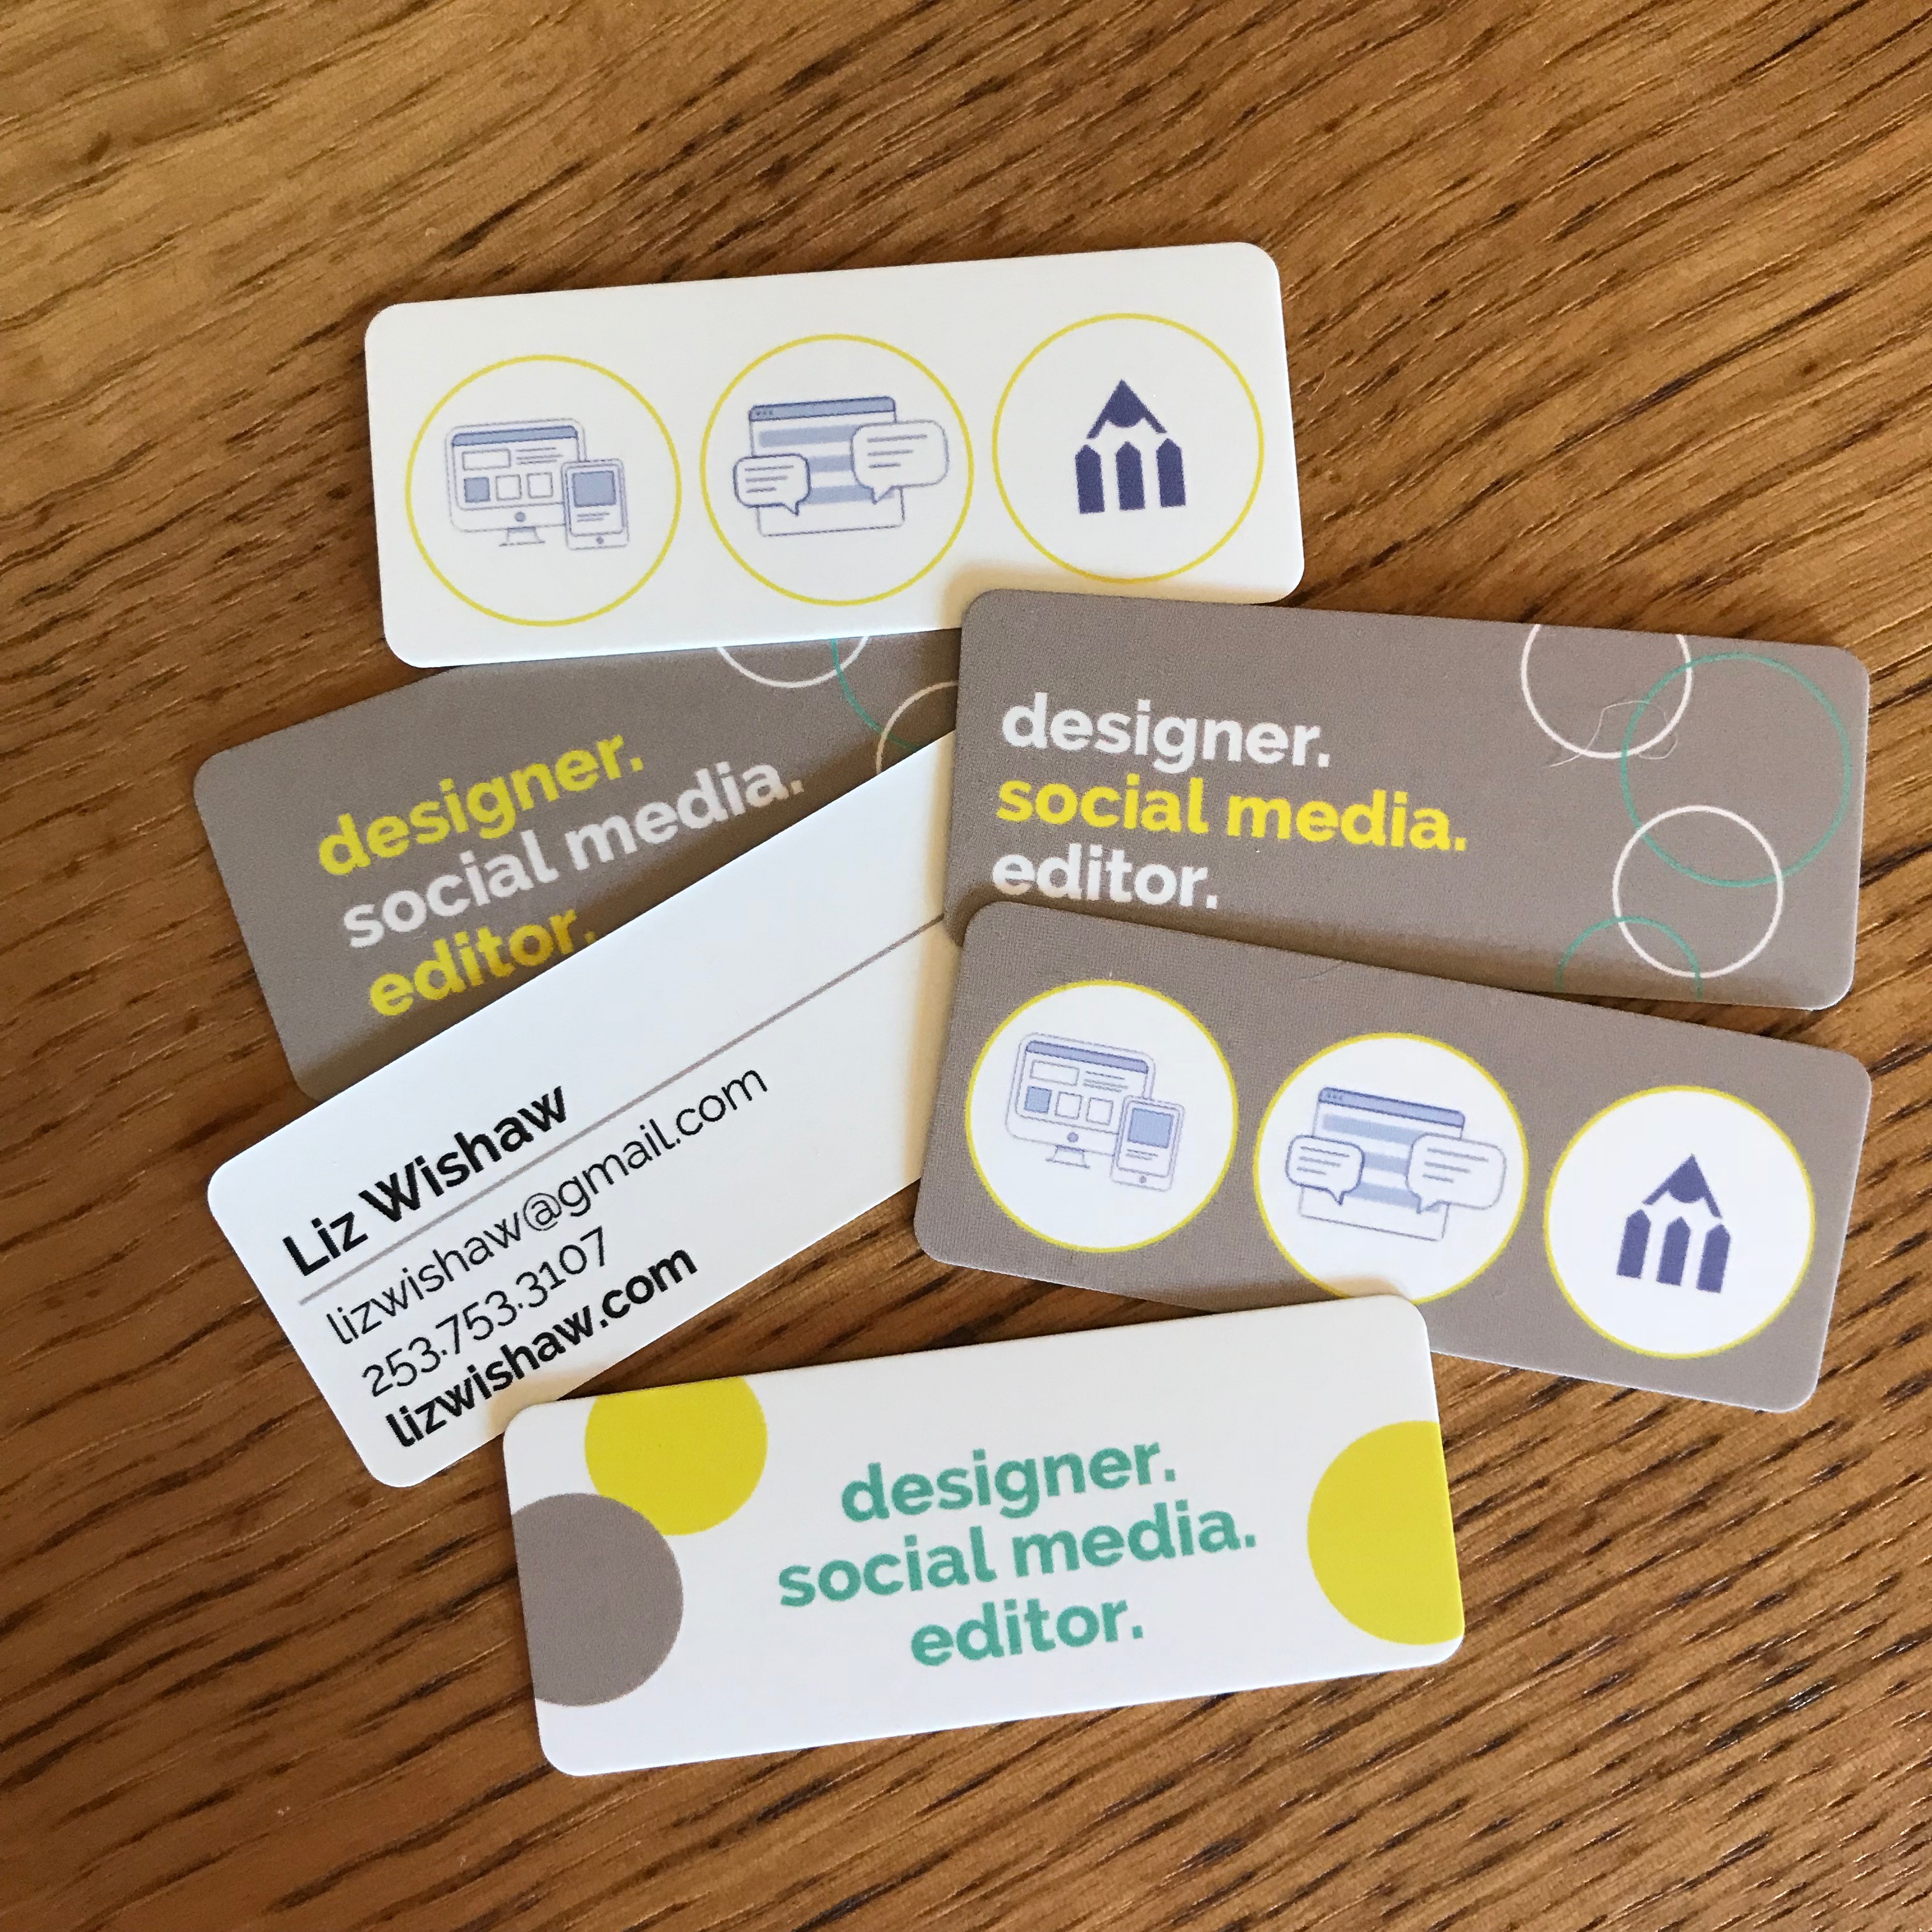 designer.
social media.
editor.
designer.
social media.
editor.
Liz Wishaw
lizwishaw@gmail.com
253.753.3107
lizwishaw.com
designer.
social media.
editor.